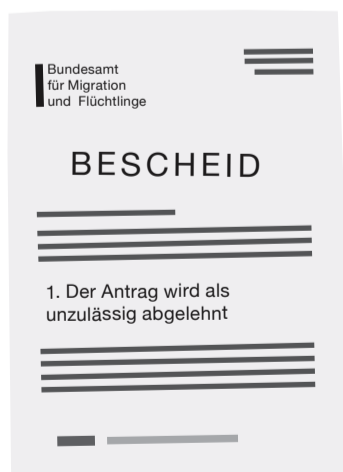 Bundesamt
für Migration
und Flüchtlinge
BESCHEID
1. Der Antrag wird als
unzulässig abgelehnt